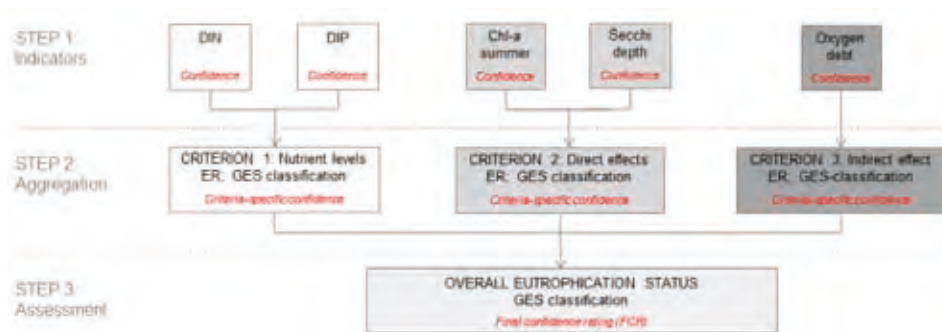 STEP 1:
Indicators
DIN
Confidence
DIP
Confidence
Chl-a
summer
Confidence
Secchi
depth
Confidence
Oxygen
debt
Confidence
STEP 2:
Aggregation
CRITERION 1: Nutrient levels
ER: GES classification
Criteria-specific confidence
CRITERION 2: Direct effects
ER: GES classification
Criteria-specific confidence
CRITERION 3: Indirect effect
ER: GES-classification
Criteria-specific confidence
STEP 3:
Assessment
OVERALL EUTROPHICATION STATUS
GES classification
Final confidence rating (FCR)